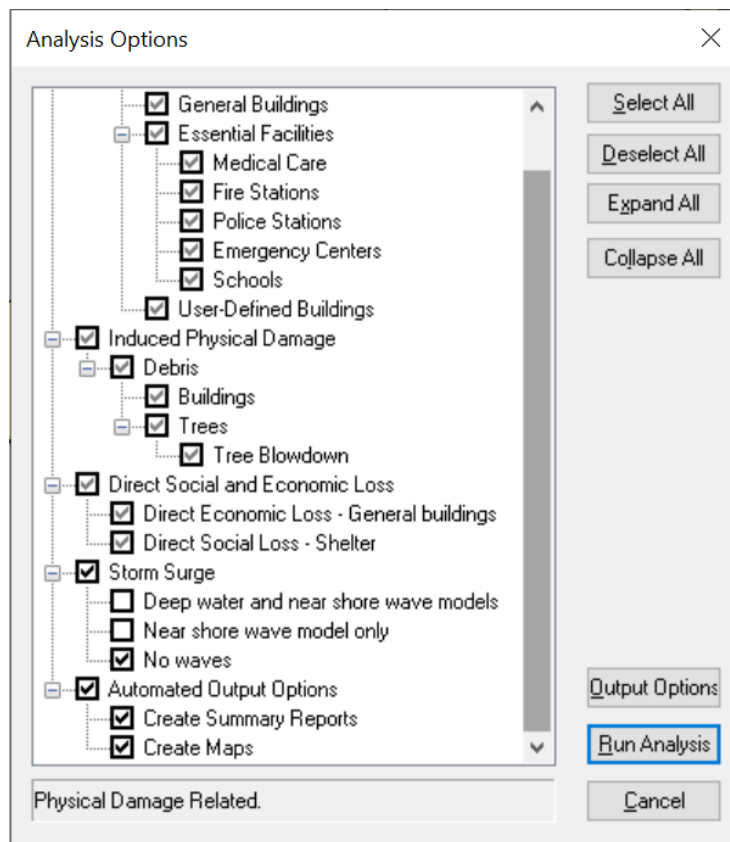 Analysis Options
General Buildings
Essential Facilities
Medical Care
Fire Stations
Police Stations
Emergency Centers
Schools
User-Defined Buildings
Induced Physical Damage
Debris
Buildings
Trees
Tree Blowdown
Direct Social and Economic Loss
Direct Economic Loss - General buildings
Direct Social Loss - Shelter
Storm Surge
Deep water and near shore wave models
Near shore wave model only
No waves
Automated Output Options
Create Summary Reports
Create Maps
Physical Damage Related.
Select All
Deselect All
Expand All
Collapse All
Output Options
Run Analysis
Cancel